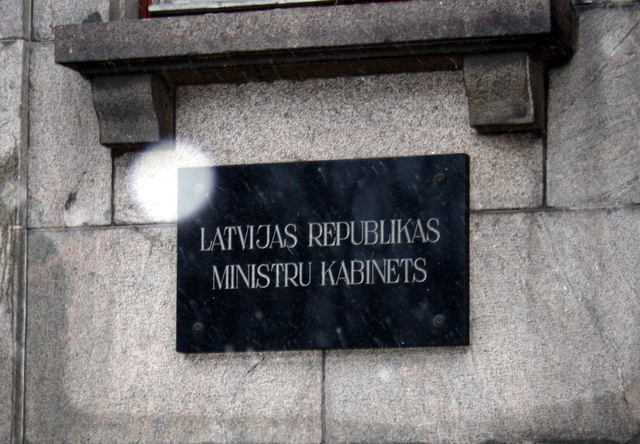 LATVIJAS REPUBLIKAS
MINISTRU KABINETS